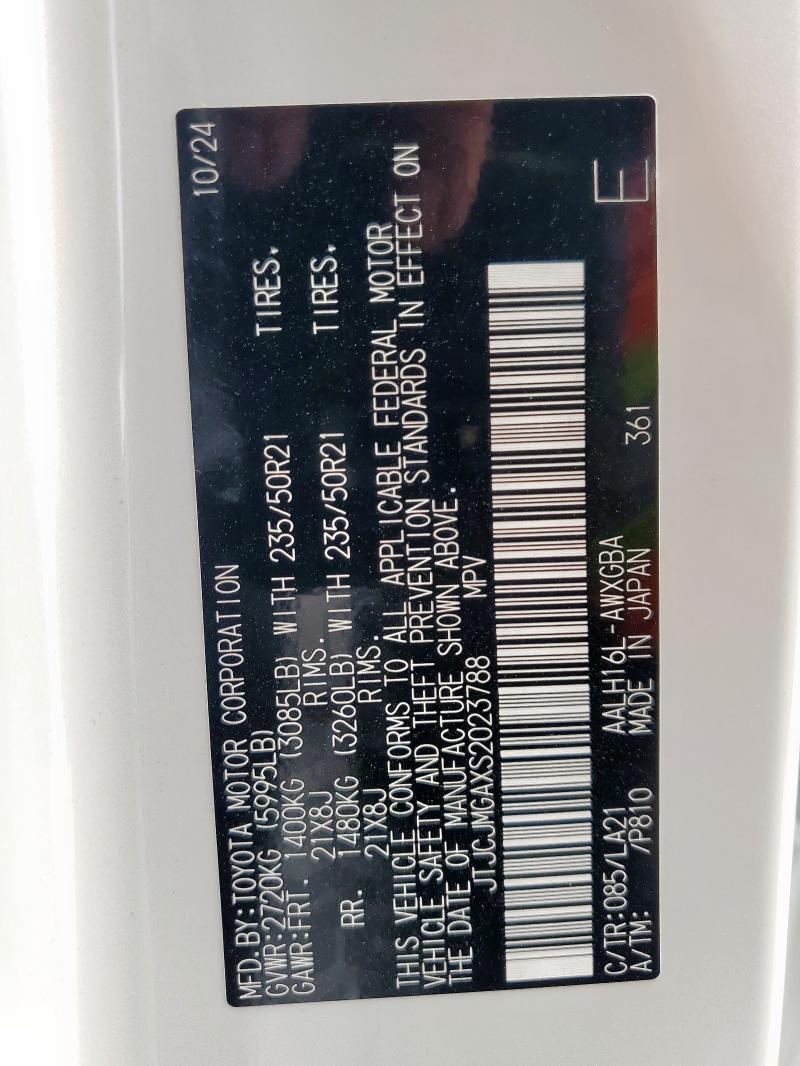 MFD.BY:TOYOTA MOTOR CORPORATION 10/24
GVWR:2720KG (5995LB)
GAWR:FRT. 1400KG (3085LB) WITH 235/50R21 TIRES.
21X8J RIMS.
RR. 1480KG (3260LB) WITH 235/50R21 TIRES.
21X8J RIMS.
THIS VEHICLE CONFORMS TO ALL APPLICABLE FEDERAL MOTOR
VEHICLE SAFETY AND THEFT PREVENTION STANDARDS IN EFFECT ON
THE DATE OF MANUFACTURE SHOWN ABOVE.
JTJCJMGAXS2023788 MPV
C/TR:085/LA21 AALH16L-AWXGBA
A/TM: /P810 MADE IN JAPAN 361 E